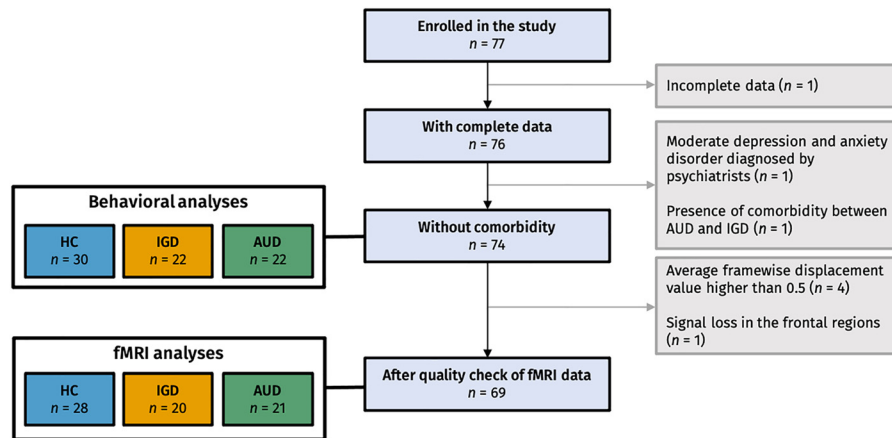 Enrolled in the study
n = 77
Incomplete data (n = 1)
With complete data
n = 76
Moderate depression and anxiety
disorder diagnosed by
psychiatrists (n = 1)
Presence of comorbidity between
AUD and IGD (n = 1)
Behavioral analyses
HC
n = 30
IGD
n = 22
AUD
n = 22
Without comorbidity
n = 74
Average framewise displacement
value higher than 0.5 (n = 4)
Signal loss in the frontal regions
(n = 1)
fMRI analyses
HC
n = 28
IGD
n = 20
AUD
n = 21
After quality check of fMRI data
n = 69